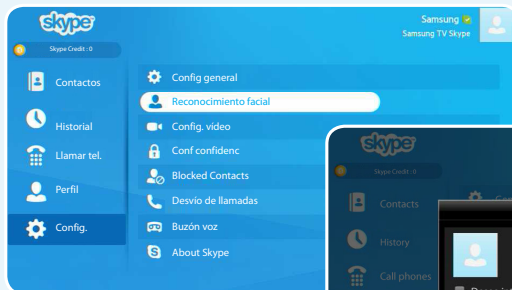 skype
Samsung
Samsung TV Skype
Skype Credit : 0
Contactos
Historial
Llamar tel.
Perfil
Config.
Config general
Reconocimiento facial
Config. vídeo
Conf confidenc
Blocked Contacts
Desvío de llamadas
Buzón voz
About Skype
skype
Skype Credit : 0
Contacts
History
Call phones